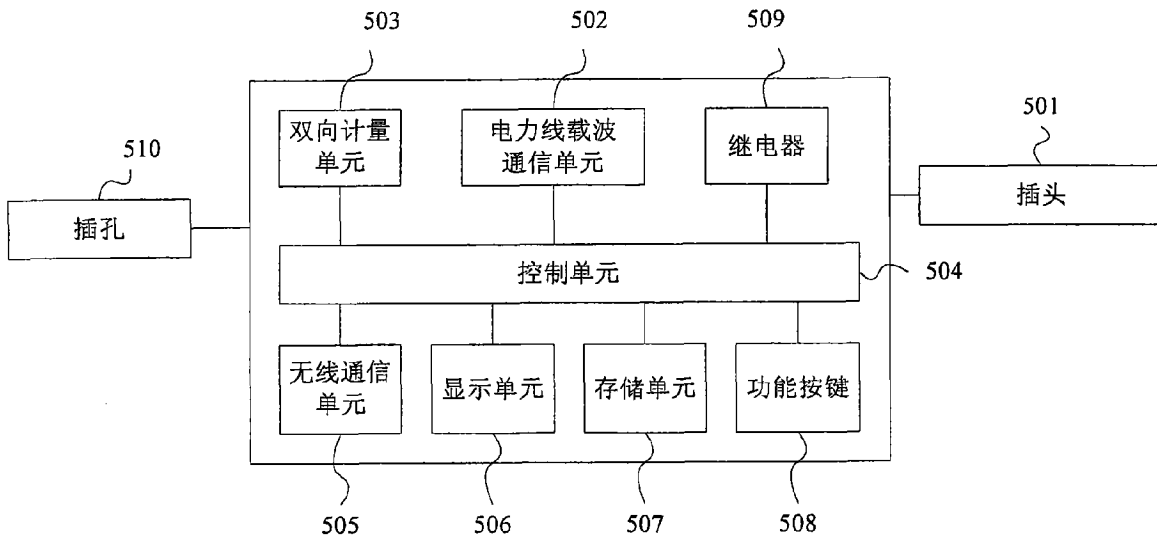 503
502
509
501
510
双向计量
单元
电力线载波
通信单元
继电器
插头
插孔
控制单元
504
无线通信
单元
显示单元
存储单元
功能按键
505
506
507
508